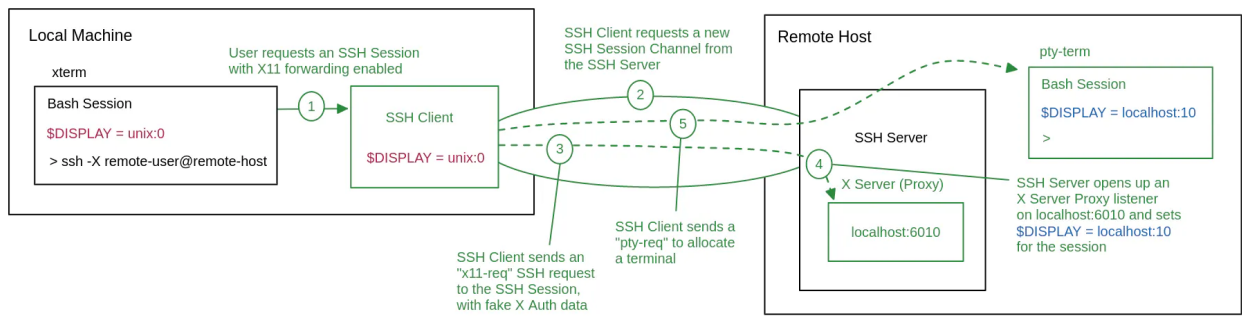 Local Machine
xterm
Bash Session
$DISPLAY = unix:0
> ssh -X remote-user@remote-host
User requests an SSH Session
with X11 forwarding enabled
1
SSH Client
$DISPLAY = unix:0
SSH Client requests a new
SSH Session Channel from
the SSH Server
2
5
3
SSH Client sends an
"x11-req" SSH request
to the SSH Session,
with fake X Auth data
SSH Client sends a
"pty-req" to allocate
a terminal
Remote Host
SSH Server
4
X Server (Proxy)
localhost:6010
pty-term
Bash Session
$DISPLAY = localhost:10
>
SSH Server opens up an
X Server Proxy listener
on localhost:6010 and sets
$DISPLAY = localhost:10
for the session